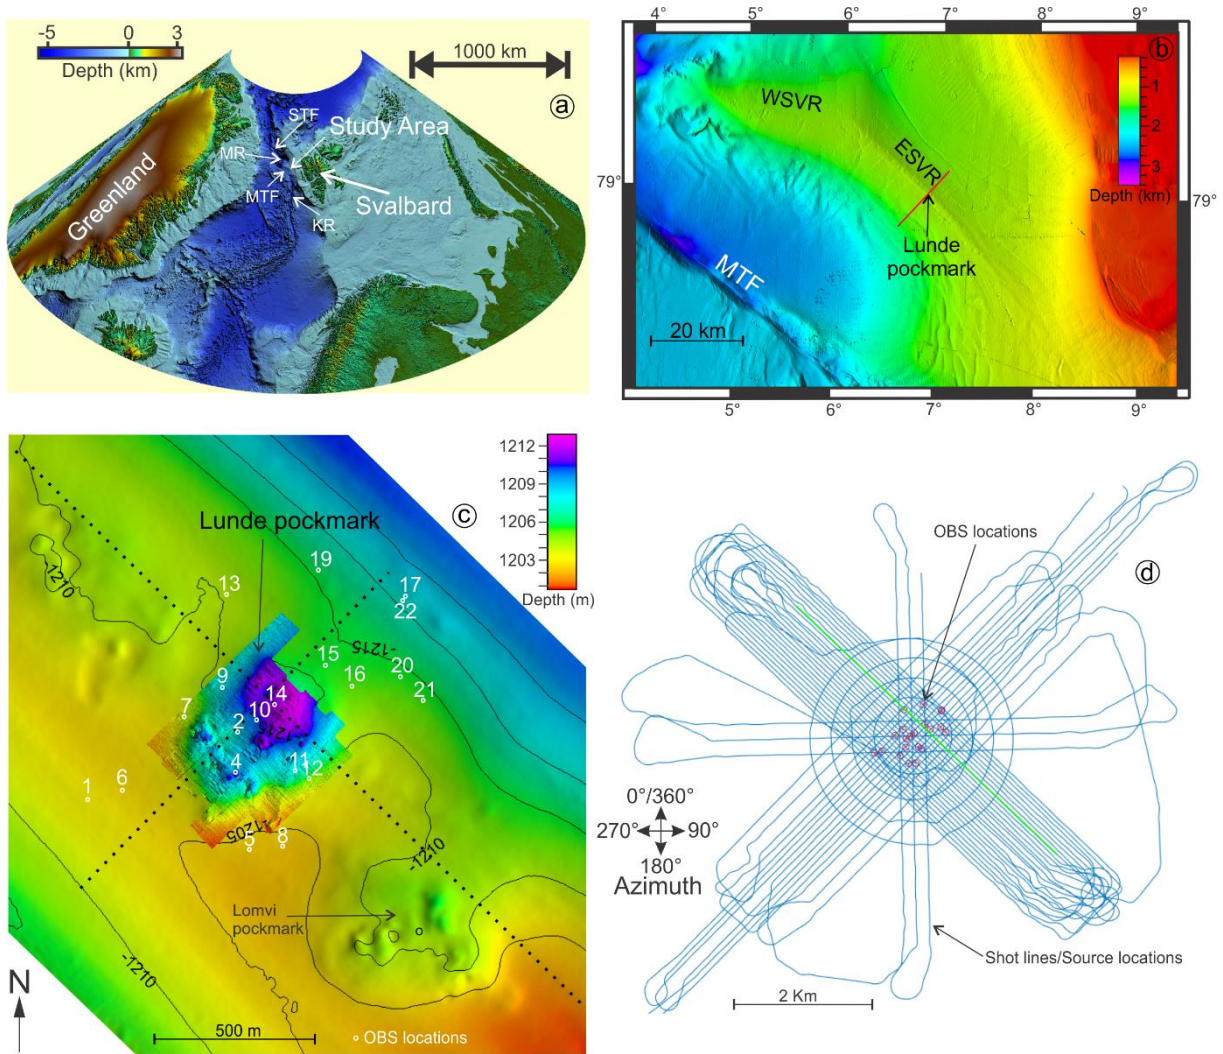 -5 0 3
Depth (km)
1000 km
a
STF
Study Area
MR
MTF
Svalbard
KR
Greenland
4° 5° 6° 7° 8° 9°
b
WSVR
ESVR
-1
-2
-3
Depth (km)
79°
79°
Lunde
pockmark
MTF
20 km
5° 6° 7° 8° 9°
1212
1209
1206
1203
Depth (m)
c
Lunde pockmark
-1210
13
19
17
22
-1215
15
16
20
21
9
14
7
10
2
1215
4
11
12
1
6
-1205
5
8
-1210
Lomvi
pockmark
-1210
N
500 m
OBS locations
OBS locations
d
0°/360°
270° 90°
180°
Azimuth
Shot lines/Source locations
2 Km